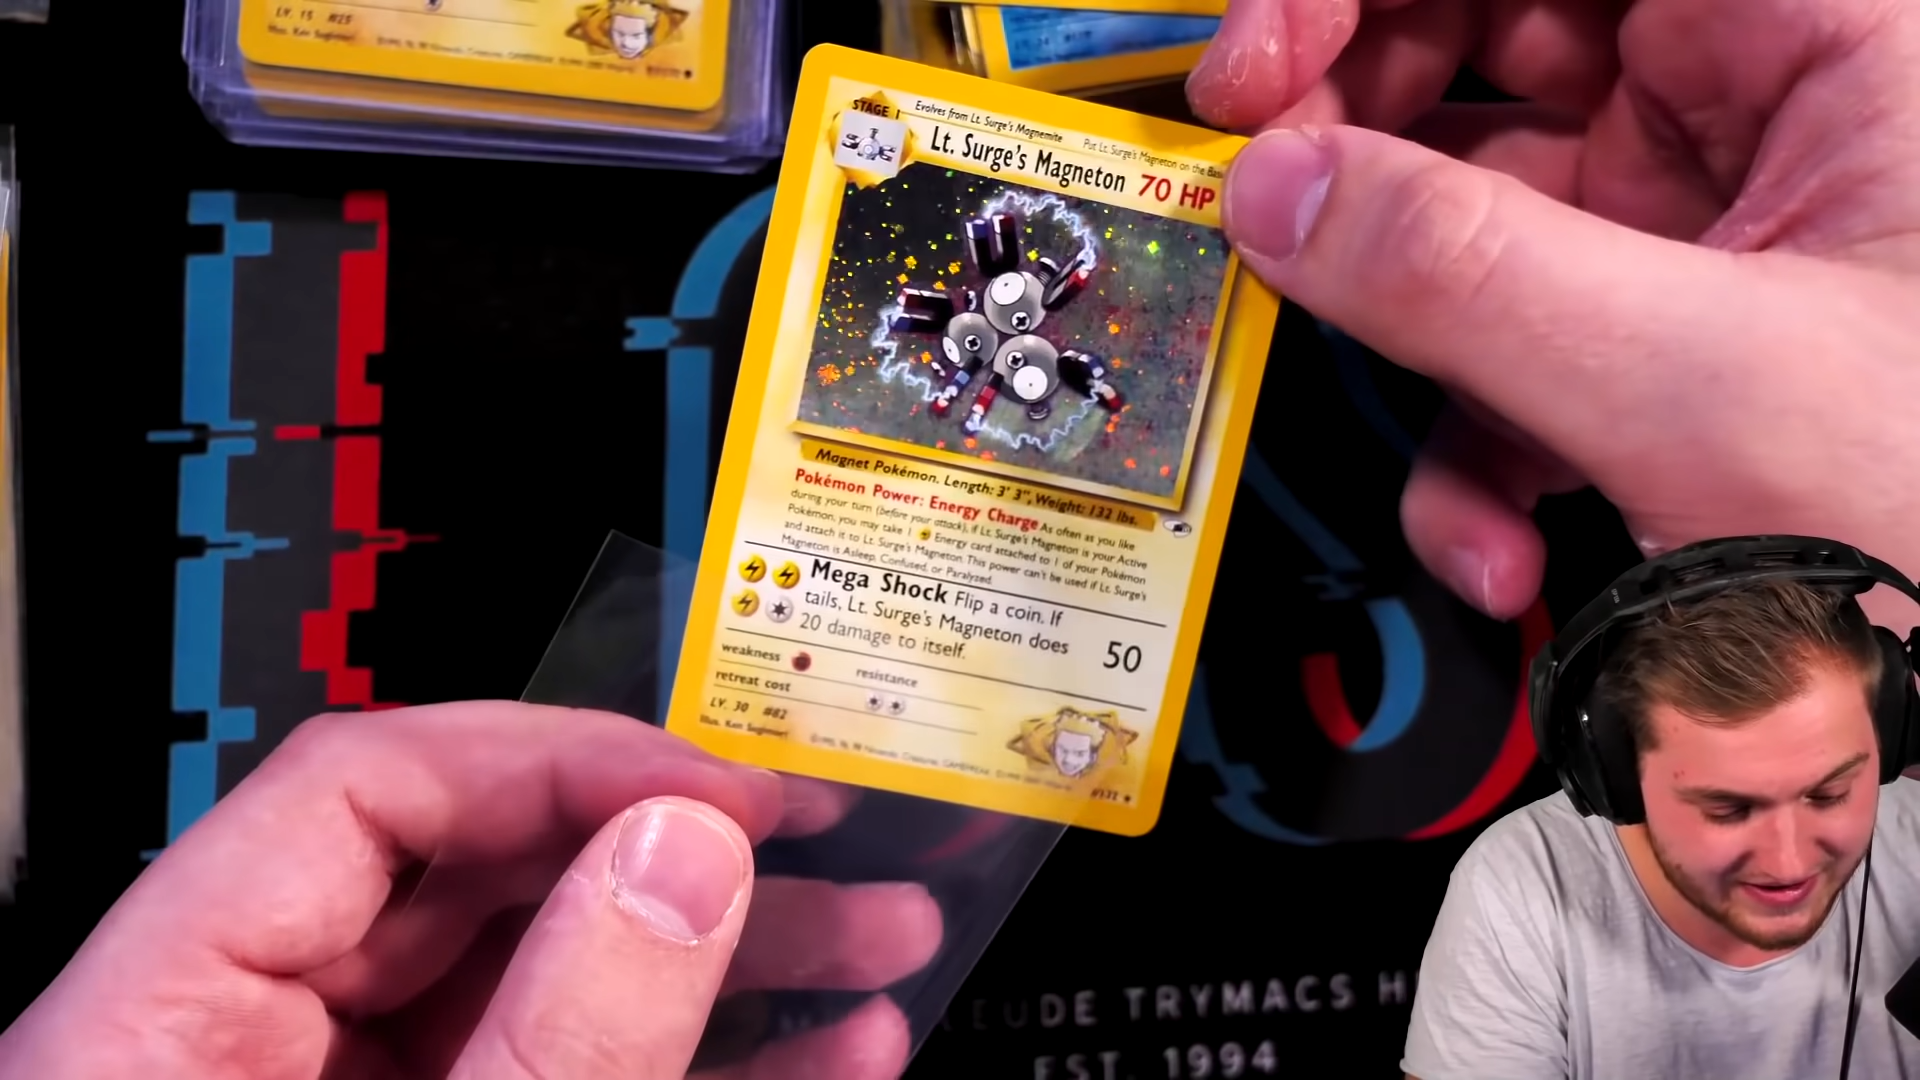 LV. 15 #25
STAGE 1
Evolves from Lt. Surge's Magnemite
Put Lt. Surge's Magneton on the Basic
Lt. Surge's Magneton 70 HP
Magnet Pokémon. Length: 3' 3", Weight: 132 lbs.
Pokémon Power: Energy Charge As often as you like
during your turn (before your attack), if Lt. Surge's Magneton is your Active
Pokémon, you may take 1 Energy card attached to 1 of your Pokémon
and attach it to Lt. Surge's Magneton. This power can't be used if Lt. Surge's
Magneton is Asleep, Confused, or Paralyzed.
Mega Shock Flip a coin. If
tails, Lt. Surge's Magneton does
20 damage to itself.
50
weakness
resistance
retreat cost
LV. 30 #82
Illus. Ken Sugimori
EUDE TRYMACS H
EST. 1994